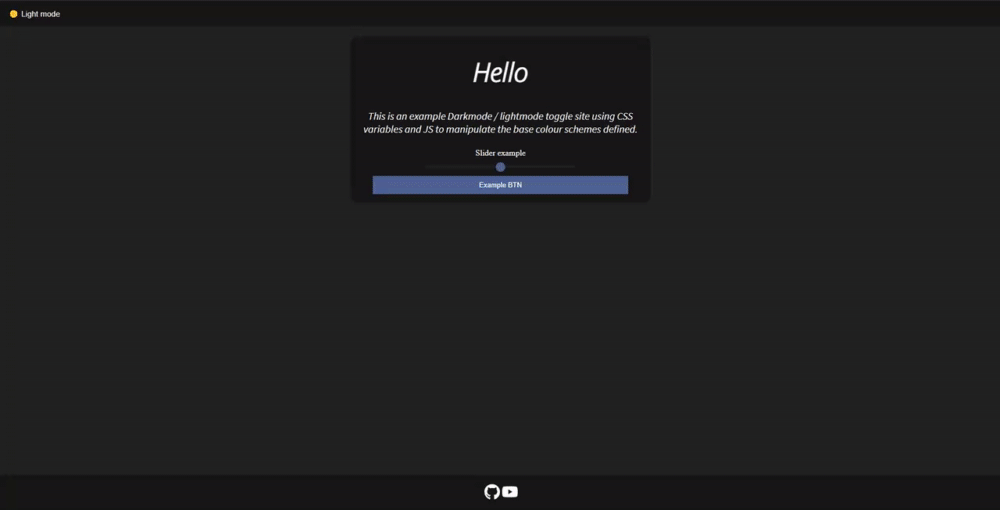 Light mode
Hello
This is an example Darkmode / lightmode toggle site using CSS
variables and JS to manipulate the base colour schemes defined.
Slider example
Example BTN